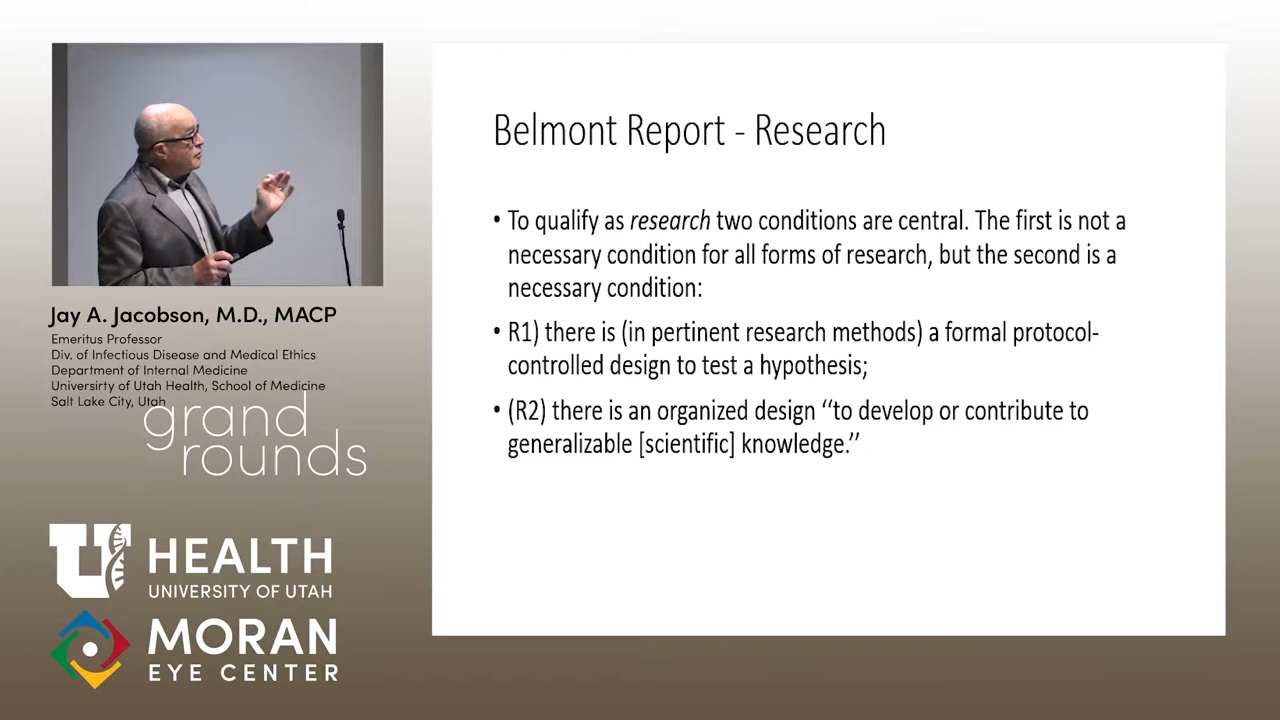 Belmont Report - Research
• To qualify as research two conditions are central. The first is not a
necessary condition for all forms of research, but the second is a
necessary condition:
• R1) there is (in pertinent research methods) a formal protocol-
controlled design to test a hypothesis;
• (R2) there is an organized design ‘‘to develop or contribute to
generalizable [scientific] knowledge.’’
Jay A. Jacobson, M.D., MACP
Emeritus Professor
Div. of Infectious Disease and Medical Ethics
Department of Internal Medicine
Univiersity of Utah Health, School of Medicine
Salt Lake City, Utah
grand
rounds
U HEALTH
UNIVERSITY OF UTAH
MORAN
EYE CENTER